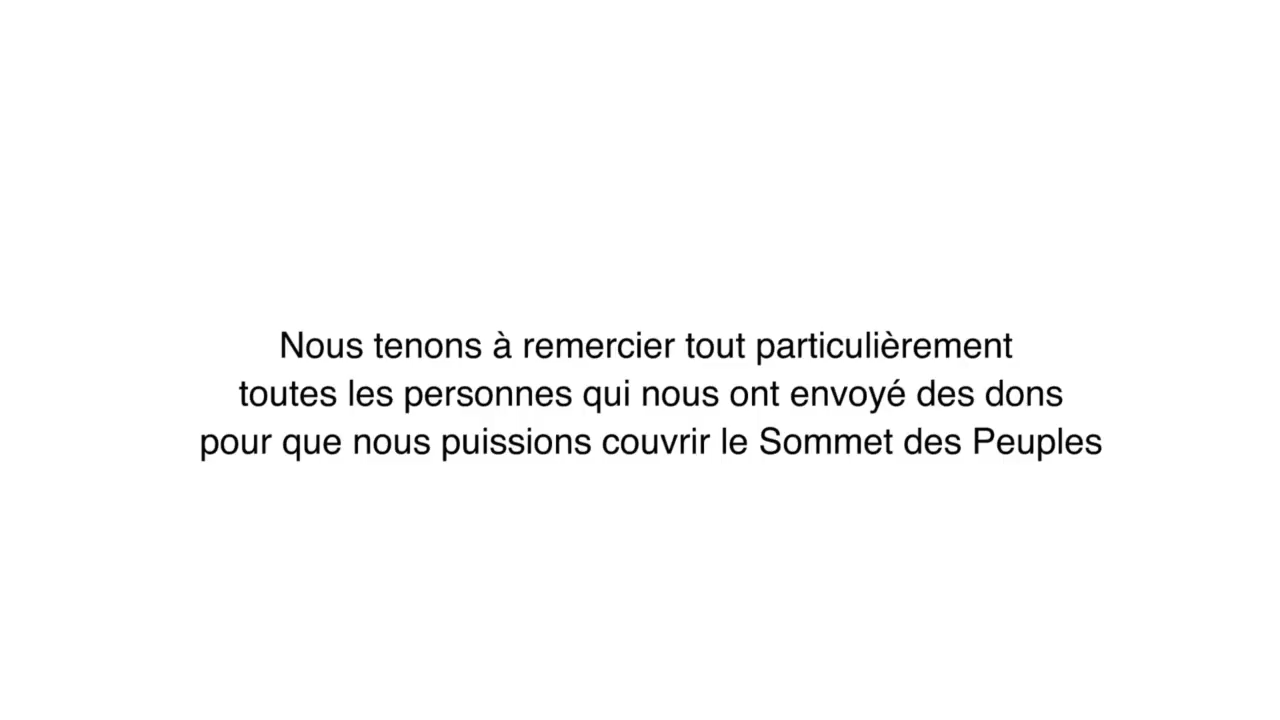 Nous tenons à remercier tout particulièrement
toutes les personnes qui nous ont envoyé des dons
pour que nous puissions couvrir le Sommet des Peuples